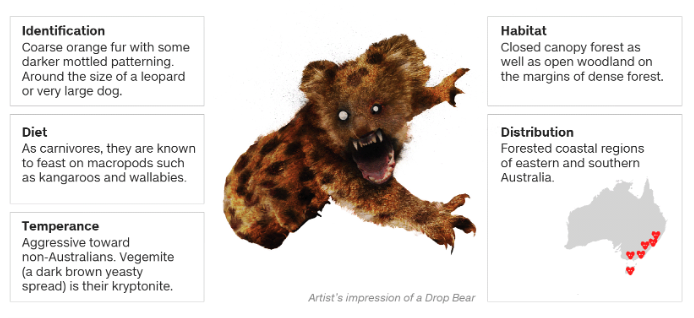 Identification
Coarse orange fur with some
darker mottled patterning.
Around the size of a leopard
or very large dog.
Diet
As carnivores, they are known
to feast on macropods such
as kangaroos and wallabies.
Temperance
Aggressive toward
non-Australians. Vegemite
(a dark brown yeasty
spread) is their kryptonite.
Artist's impression of a Drop Bear
Habitat
Closed canopy forest as
well as open woodland on
the margins of dense forest.
Distribution
Forested coastal regions
of eastern and southern
Australia.